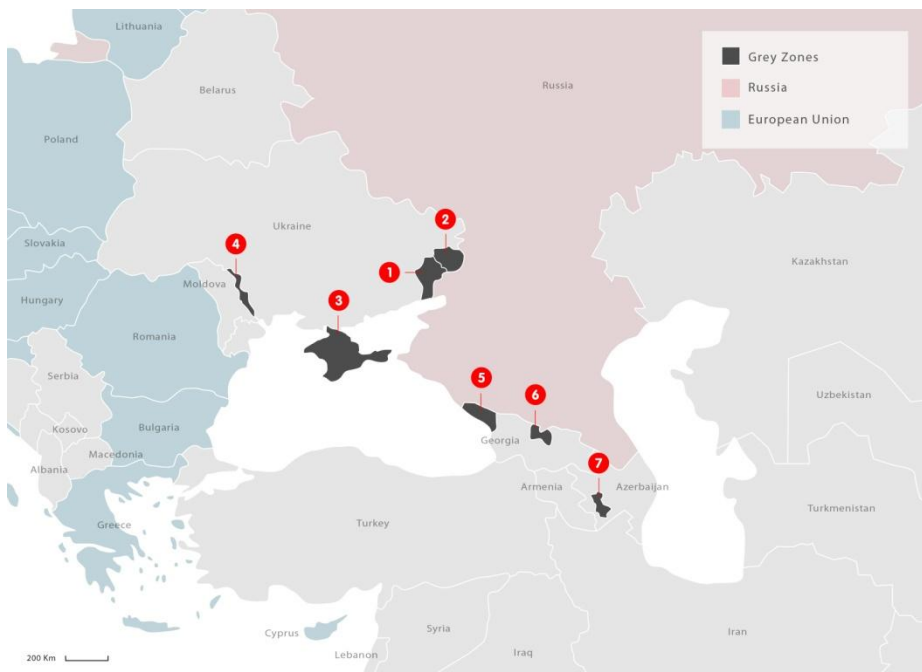 Lithuania
Grey Zones
Russia
Russia
European Union
Belarus
Poland
2
Ukraine
4
Slovakia
1
Kazakhstan
Moldova
Hungary
3
Romania
Serbia
5
6
Uzbekistan
Kosovo
Bulgaria
Georgia
Macedonia
7
Albania
Armenia
Azerbaijan
Turkmenistan
Greece
Turkey
Cyprus
Syria
Iran
Lebanon
Iraq
200 Km